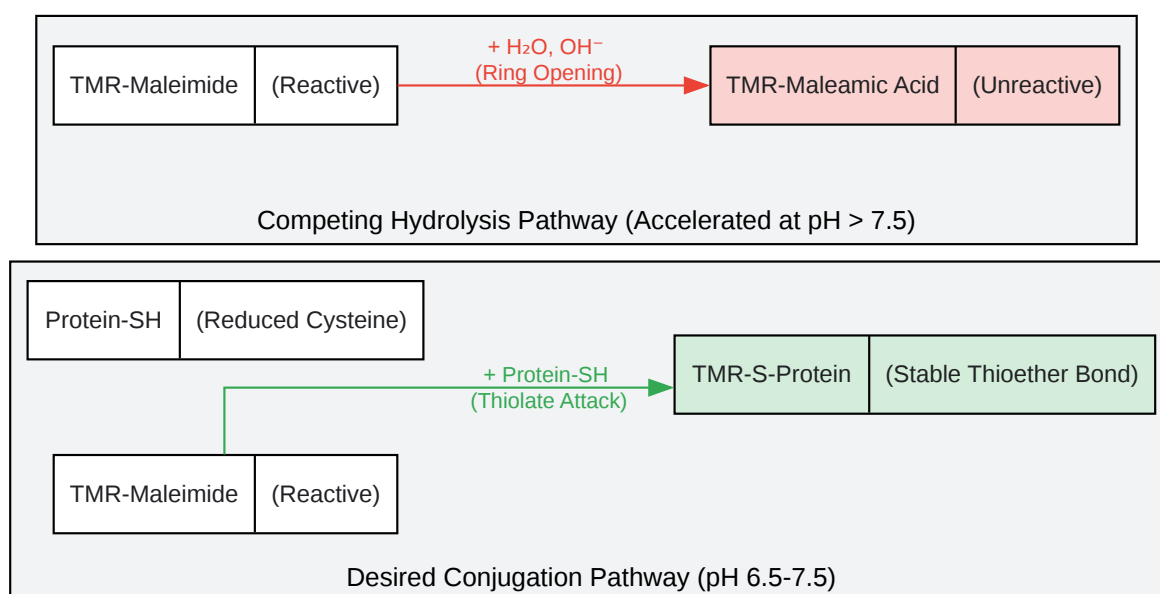 + H₂O, OH⁻
(Ring Opening)
TMR-Maleimide (Reactive)
TMR-Maleamic Acid (Unreactive)
Competing Hydrolysis Pathway (Accelerated at pH > 7.5)
Protein-SH (Reduced Cysteine)
+ Protein-SH
(Thiolate Attack)
TMR-S-Protein (Stable Thioether Bond)
TMR-Maleimide (Reactive)
Desired Conjugation Pathway (pH 6.5-7.5)